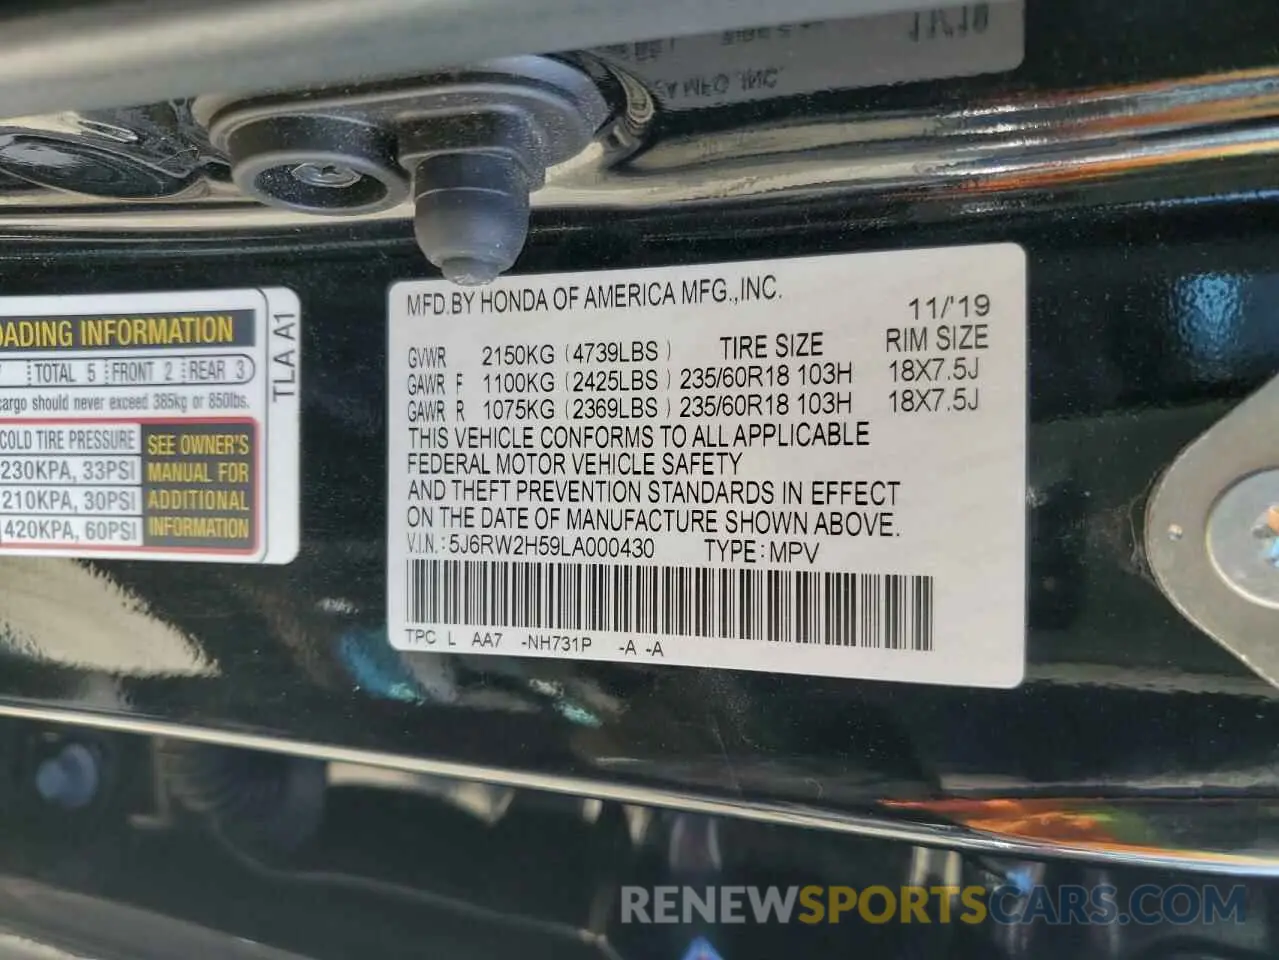 MFD.BY HONDA OF AMERICA MFG.,INC.
11/'19
GVWR 2150KG (4739LBS) TIRE SIZE RIM SIZE
GAWR F 1100KG (2425LBS) 235/60R18 103H 18X7.5J
GAWR R 1075KG (2369LBS) 235/60R18 103H 18X7.5J
THIS VEHICLE CONFORMS TO ALL APPLICABLE
FEDERAL MOTOR VEHICLE SAFETY
AND THEFT PREVENTION STANDARDS IN EFFECT
ON THE DATE OF MANUFACTURE SHOWN ABOVE.
V.I.N.: 5J6RW2H59LA000430 TYPE: MPV
TPC L AA7 -NH731P -A -A
OADING INFORMATION
TOTAL 5 FRONT 2 REAR 3
cargo should never exceed 385kg or 850lbs.
COLD TIRE PRESSURE
230KPA, 33PSI
210KPA, 30PSI
420KPA, 60PSI
SEE OWNER'S
MANUAL FOR
ADDITIONAL
INFORMATION
TLA A1
RENEWSPORTSCARS.COM